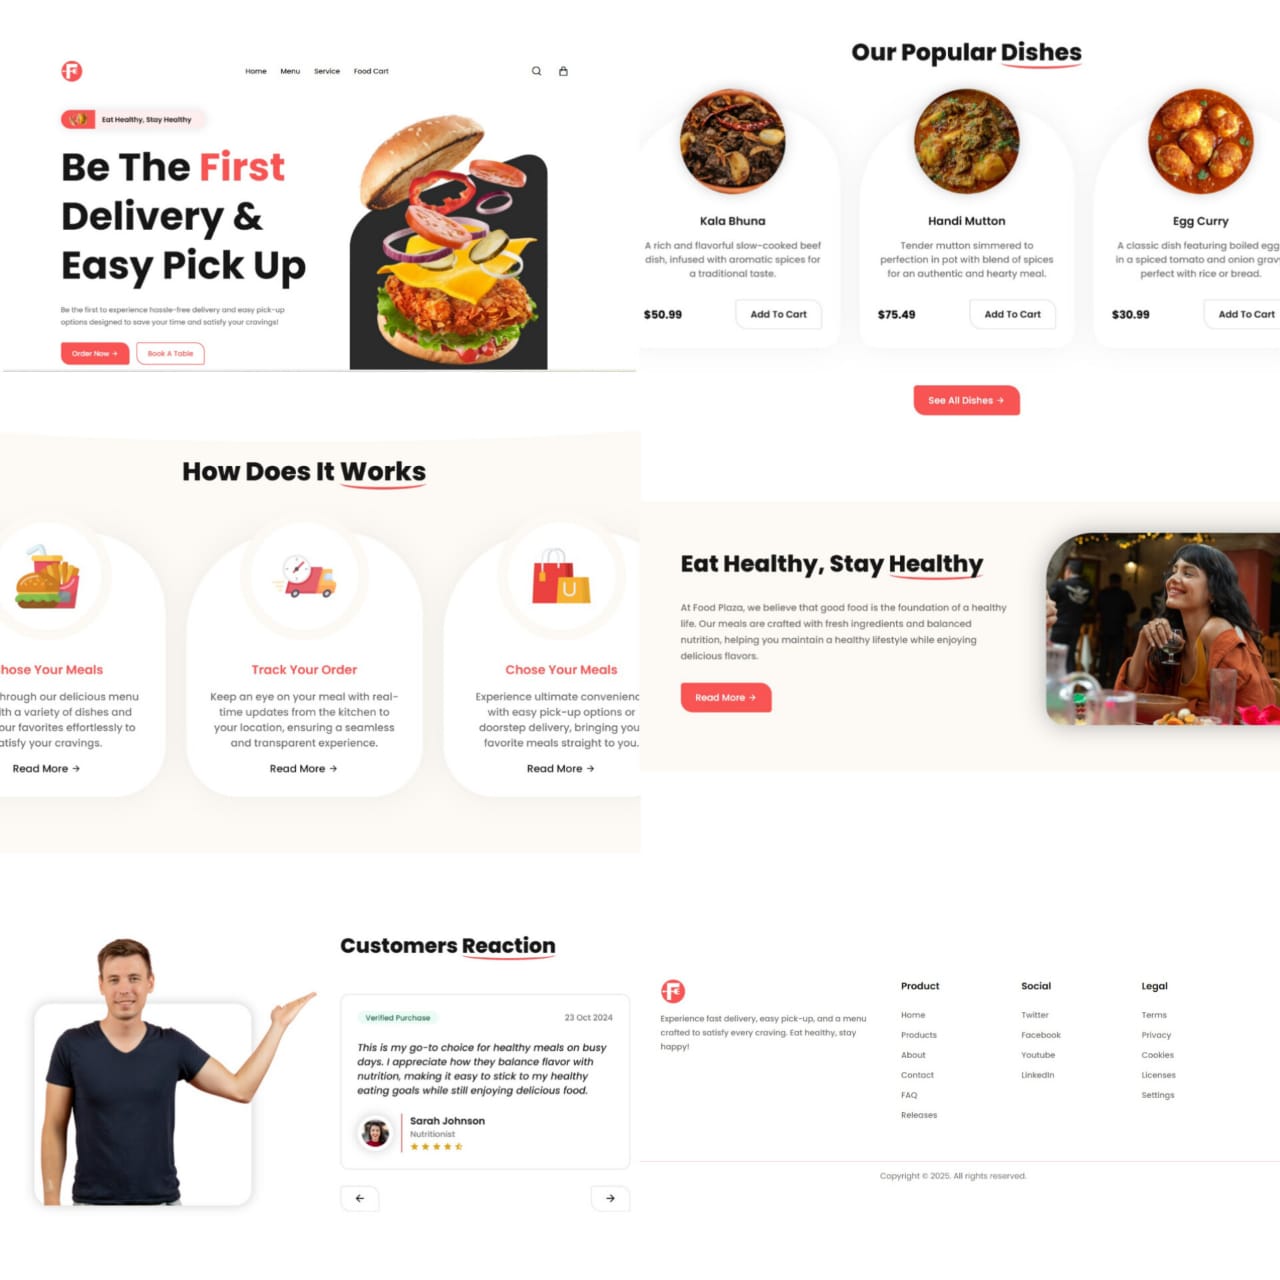 Home Menu Service Food Cart
Eat Healthy, Stay Healthy
Be The First
Delivery &
Easy Pick Up
Be the first to experience hassle-free delivery and easy pick-up
options designed to save your time and satisfy your cravings!
Order Now → Book A Table
Our Popular Dishes
Kala Bhuna
A rich and flavorful slow-cooked beef
dish, infused with aromatic spices for
a traditional taste.
$50.99 Add To Cart
Handi Mutton
Tender mutton simmered to
perfection in pot with blend of spices
for an authentic and hearty meal.
$75.49 Add To Cart
Egg Curry
A classic dish featuring boiled egg
in a spiced tomato and onion grav
perfect with rice or bread.
$30.99 Add To Cart
See All Dishes →
How Does It Works
hose Your Meals
hrough our delicious menu
th a variety of dishes and
our favorites effortlessly to
atisfy your cravings.
Read More →
Track Your Order
Keep an eye on your meal with real-
time updates from the kitchen to
your location, ensuring a seamless
and transparent experience.
Read More →
Chose Your Meals
Experience ultimate convenienc
with easy pick-up options or
doorstep delivery, bringing you
favorite meals straight to you.
Read More →
Eat Healthy, Stay Healthy
At Food Plaza, we believe that good food is the foundation of a healthy
life. Our meals are crafted with fresh ingredients and balanced
nutrition, helping you maintain a healthy lifestyle while enjoying
delicious flavors.
Read More →
Customers Reaction
Verified Purchase 23 Oct 2024
This is my go-to choice for healthy meals on busy
days. I appreciate how they balance flavor with
nutrition, making it easy to stick to my healthy
eating goals while still enjoying delicious food.
Sarah Johnson
Nutritionist
Experience fast delivery, easy pick-up, and a menu
crafted to satisfy every craving. Eat healthy, stay
happy!
Product
Home
Products
About
Contact
FAQ
Releases
Social
Twitter
Facebook
Youtube
LinkedIn
Legal
Terms
Privacy
Cookies
Licenses
Settings
Copyright © 2025. All rights reserved.